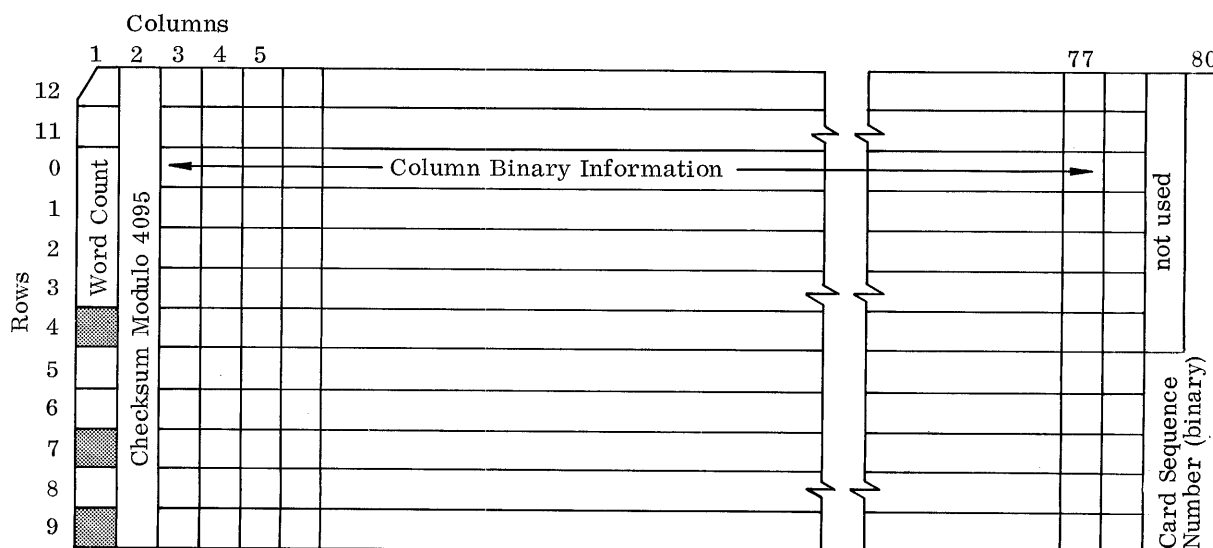 Columns
1 2 3 4 5 77 80
12
11
0
1
2
3
4
5
6
7
8
9
Rows
Word Count
Checksum Modulo 4095
Column Binary Information
not used
Card Sequence
Number (binary)